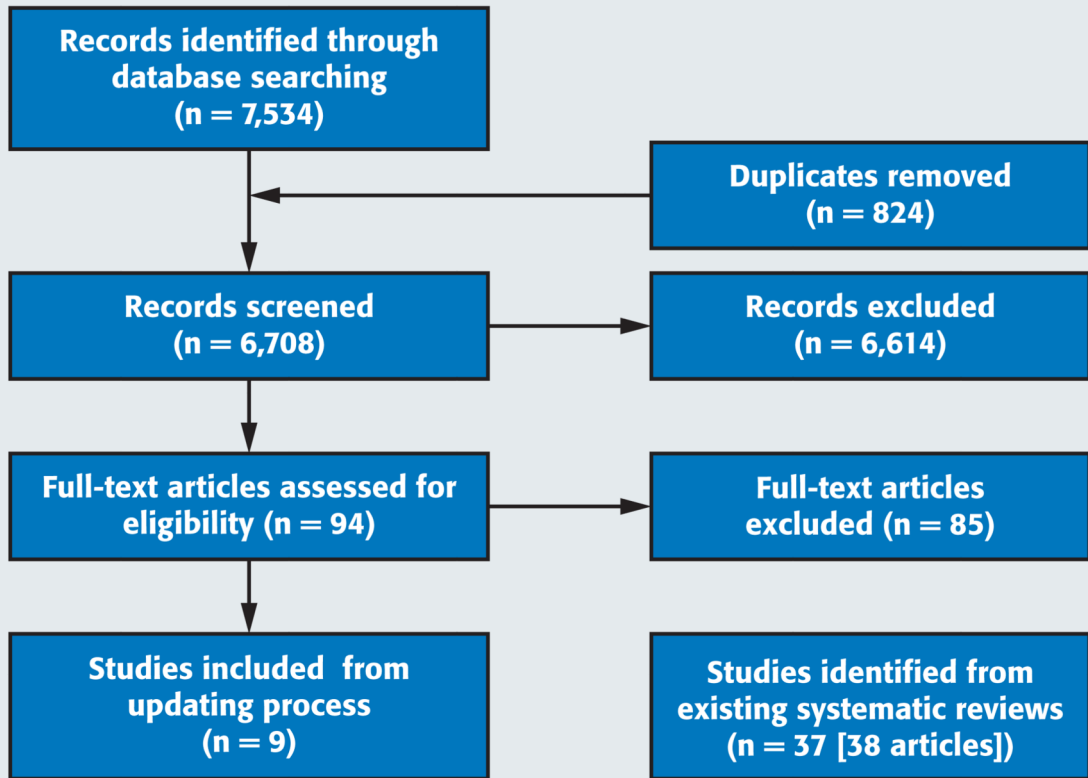 Records identified through
database searching
(n = 7,534)
Duplicates removed
(n = 824)
Records screened
(n = 6,708)
Records excluded
(n = 6,614)
Full-text articles assessed for
eligibility (n = 94)
Full-text articles
excluded (n = 85)
Studies included from
updating process
(n = 9)
Studies identified from
existing systematic reviews
(n = 37 [38 articles])